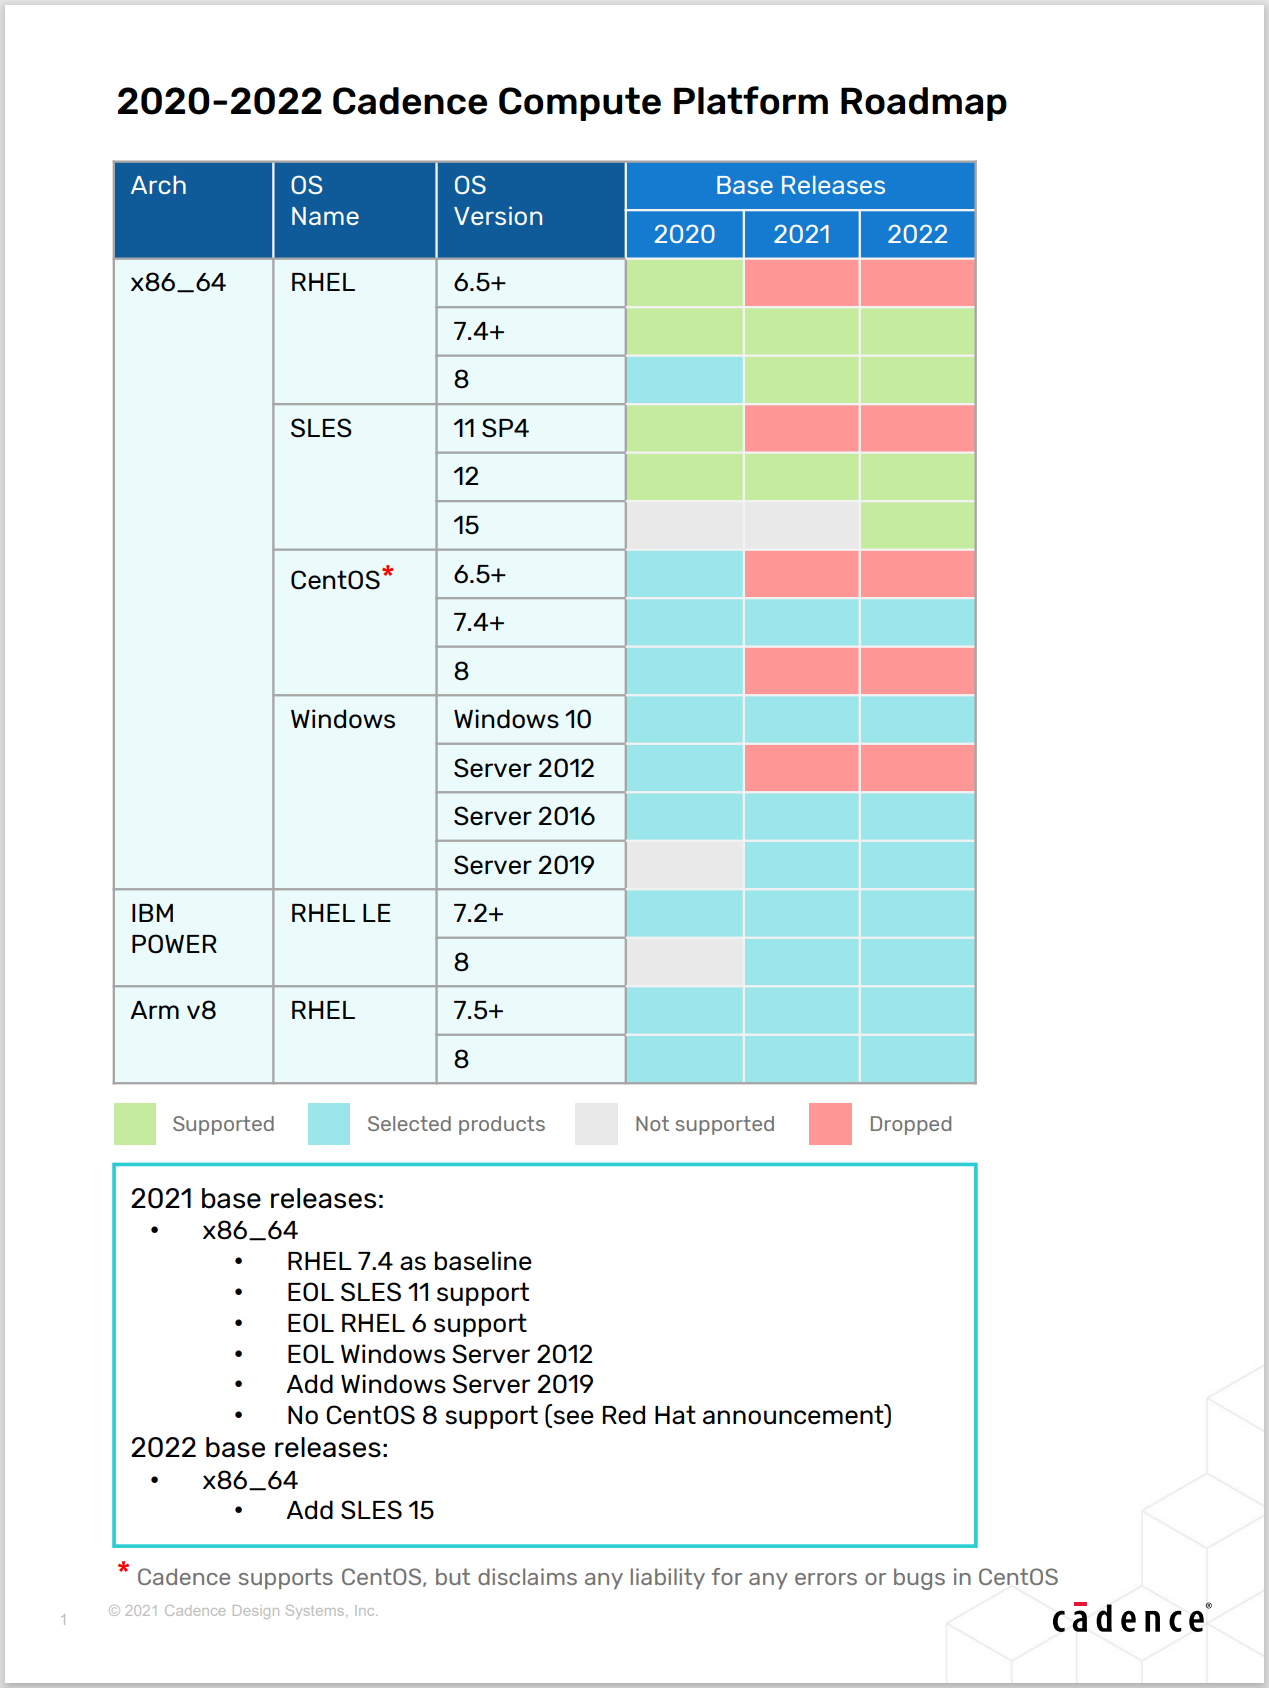 2020-2022 Cadence Compute Platform Roadmap
Arch
OS
Name
OS
Version
Base Releases
2020 2021 2022
x86_64 RHEL 6.5+
7.4+
8
SLES 11 SP4
12
15
CentOS* 6.5+
7.4+
8
Windows Windows 10
Server 2012
Server 2016
Server 2019
IBM
POWER
RHEL LE 7.2+
8
Arm v8 RHEL 7.5+
8
Supported Selected products Not supported Dropped
2021 base releases:
• x86_64
• RHEL 7.4 as baseline
• EOL SLES 11 support
• EOL RHEL 6 support
• EOL Windows Server 2012
• Add Windows Server 2019
• No CentOS 8 support (see Red Hat announcement)
2022 base releases:
• x86_64
• Add SLES 15
* Cadence supports CentOS, but disclaims any liability for any errors or bugs in CentOS
1 © 2021 Cadence Design Systems, Inc.
cādence®